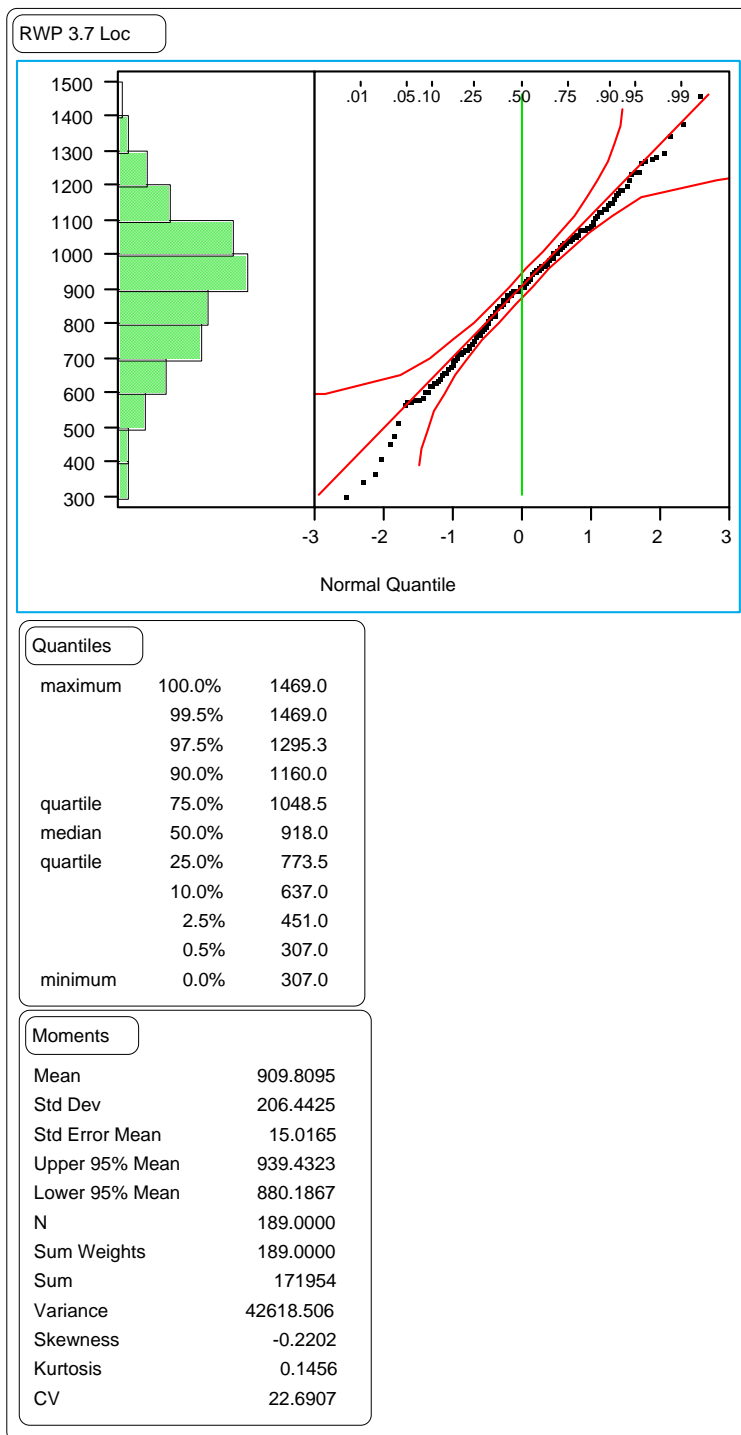 RWP 3.7 Loc
1500
1400
1300
1200
1100
1000
900
800
700
600
500
400
300
.01 .05 .10 .25 .50 .75 .90 .95 .99
-3 -2 -1 0 1 2 3
Normal Quantile
Quantiles
maximum 100.0% 1469.0
99.5% 1469.0
97.5% 1295.3
90.0% 1160.0
quartile 75.0% 1048.5
median 50.0% 918.0
quartile 25.0% 773.5
10.0% 637.0
2.5% 451.0
0.5% 307.0
minimum 0.0% 307.0
Moments
Mean 909.8095
Std Dev 206.4425
Std Error Mean 15.0165
Upper 95% Mean 939.4323
Lower 95% Mean 880.1867
N 189.0000
Sum Weights 189.0000
Sum 171954
Variance 42618.506
Skewness -0.2202
Kurtosis 0.1456
CV 22.6907